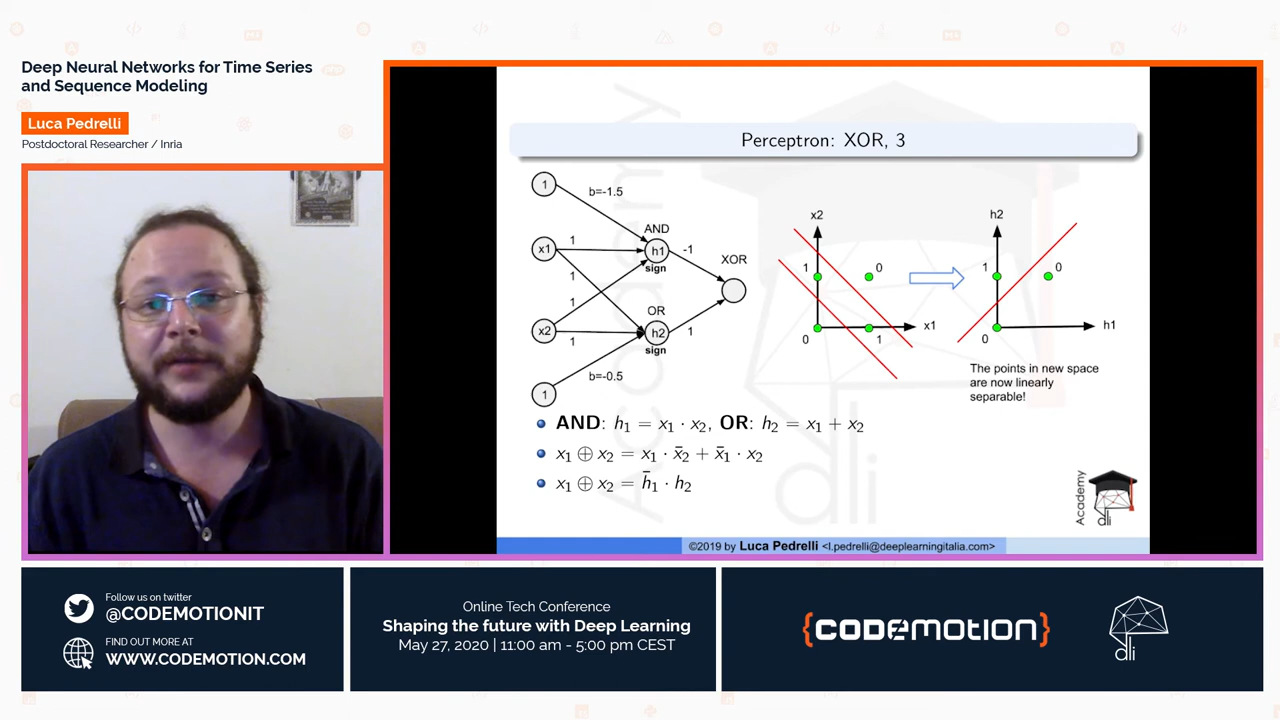 Deep Neural Networks for Time Series
and Sequence Modeling
Luca Pedrelli
Postdoctoral Researcher / Inria
Perceptron: XOR, 3
1
b=-1.5
x1
1
1
AND
h1
sign
-1
XOR
x2
1
1
OR
h2
sign
1
1
b=-0.5
x2
1
0
0
1
x1
h2
1
0
0
h1
The points in new space
are now linearly
separable!
AND: h₁ = x₁ · x₂, OR: h₂ = x₁ + x₂
x₁ ⊕ x₂ = x₁ · x̄₂ + x̄₁ · x₂
x₁ ⊕ x₂ = h̄₁ · h₂
Academy
dli
Academy
dli
©2019 by Luca Pedrelli <l.pedrelli@deeplearningitalia.com>
Follow us on twitter
@CODEMOTIONIT
FIND OUT MORE AT
WWW.CODEMOTION.COM
Online Tech Conference
Shaping the future with Deep Learning
May 27, 2020 | 11:00 am - 5:00 pm CEST
{CODEMOTION}
dli